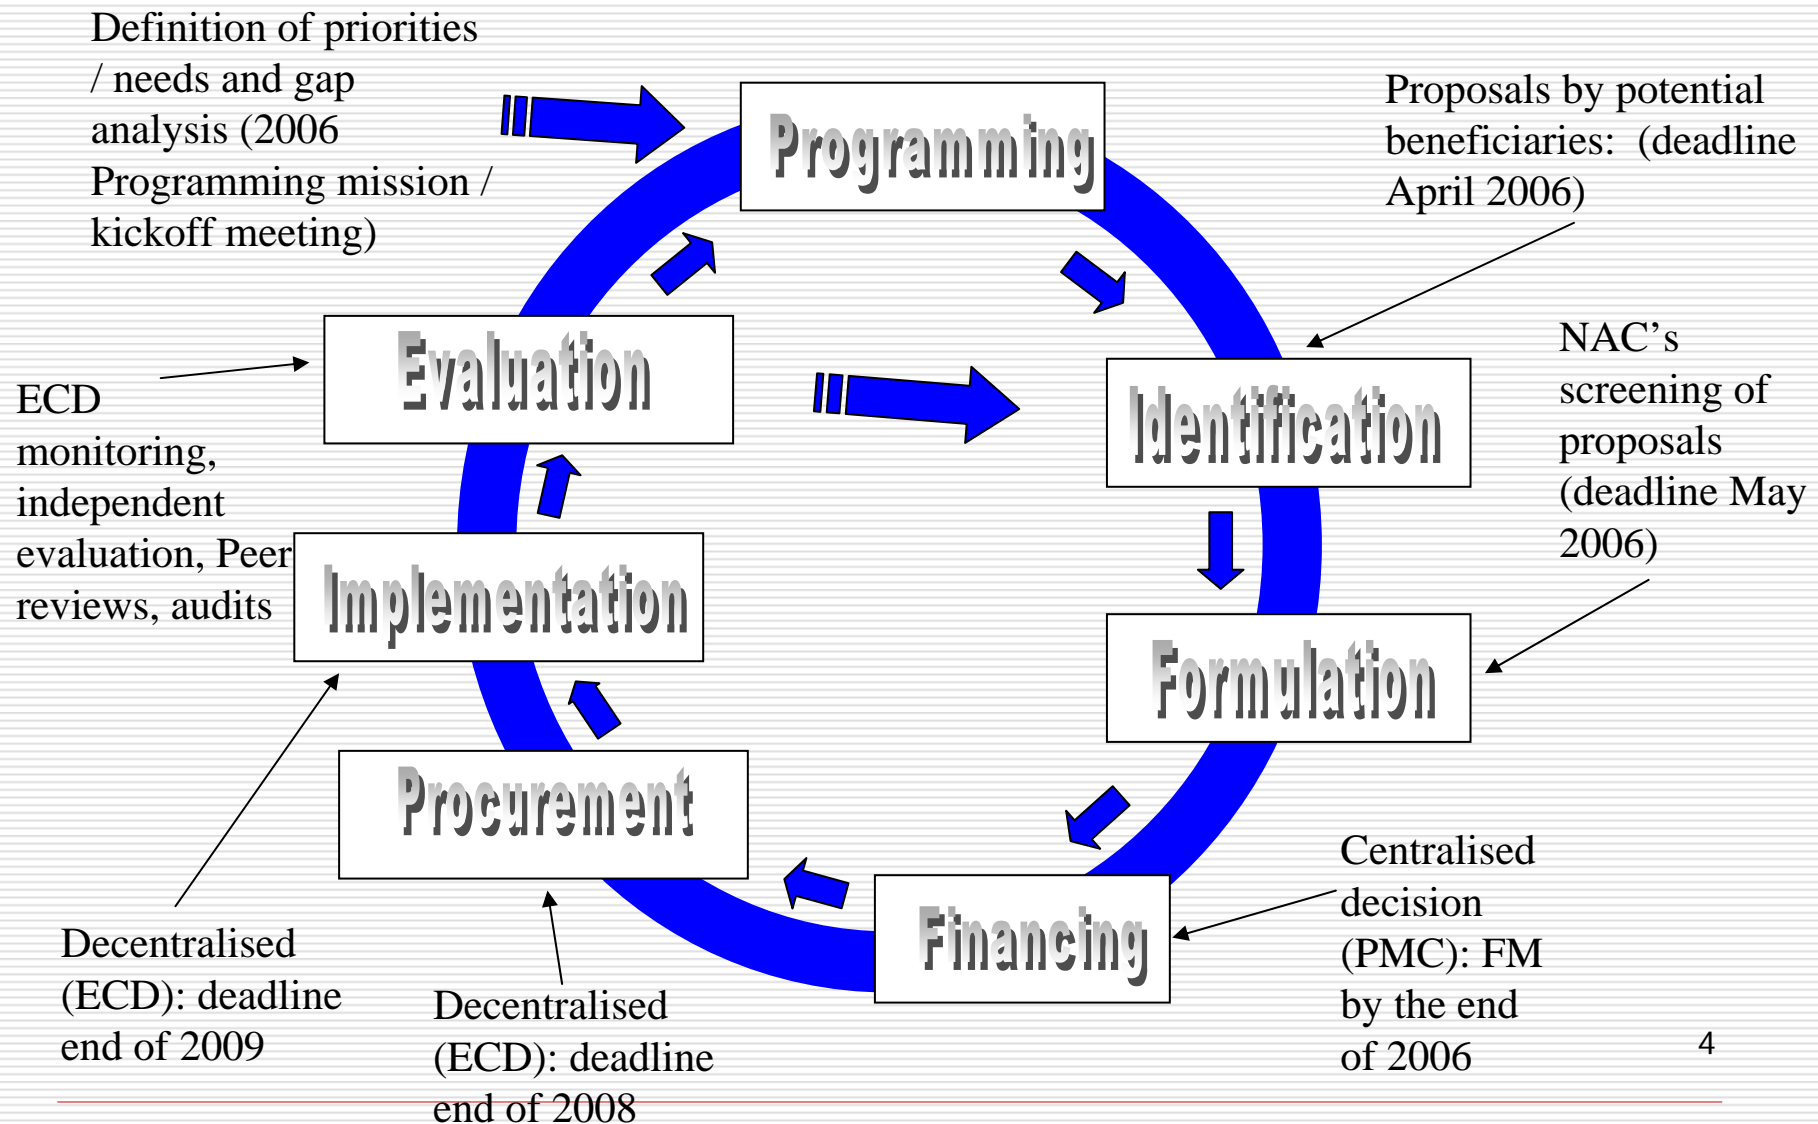 Definition of priorities
/ needs and gap
analysis (2006
Programming mission /
kickoff meeting)
Programming
Proposals by potential
beneficiaries:  (deadline
April 2006)
Evaluation
Identification
NAC’s
screening of
proposals
(deadline May
2006)
ECD
monitoring,
independent
evaluation, Peer
reviews, audits
Implementation
Formulation
Procurement
Financing
Centralised
decision
(PMC): FM
by the end
of 2006
Decentralised
(ECD): deadline
end of 2009
Decentralised
(ECD): deadline
end of 2008
4